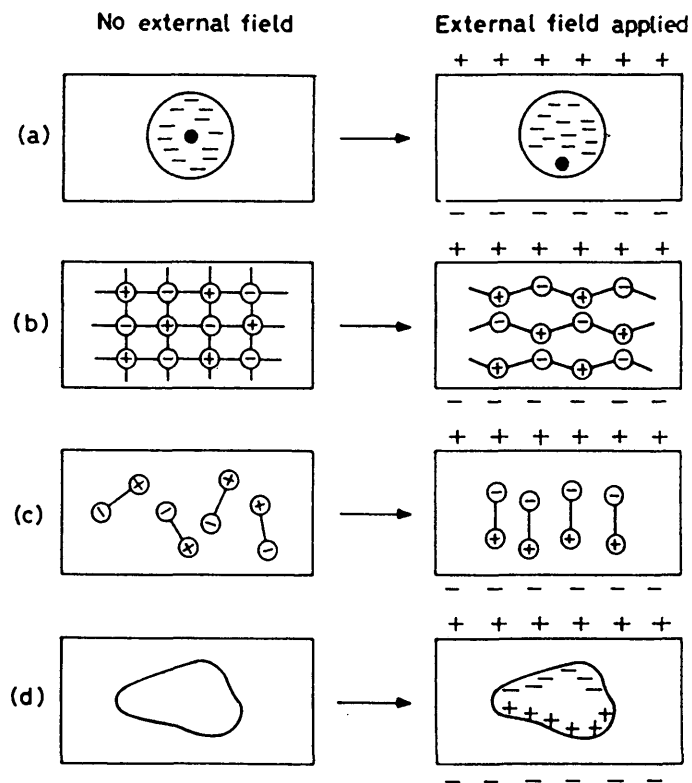 No external field External field applied
+ + + + + +
(a)
− − − − − −
+ + + + + +
(b)
+ − + −
− + − +
+ − + −
+ − + −
− + − +
+ − + −
− − − − − −
+ + + + + +
(c)
− − − − − −
+ + + + + +
(d)
− − − − − −